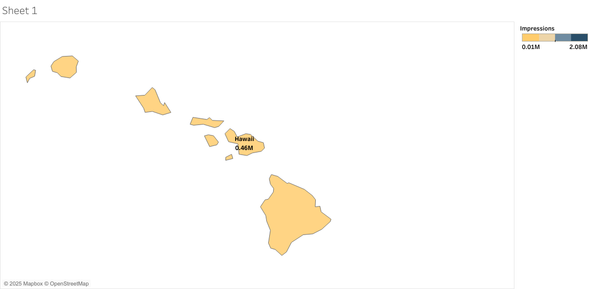 Sheet 1
Impressions
0.01M 2.08M
Hawaii
0.46M
© 2025 Mapbox © OpenStreetMap